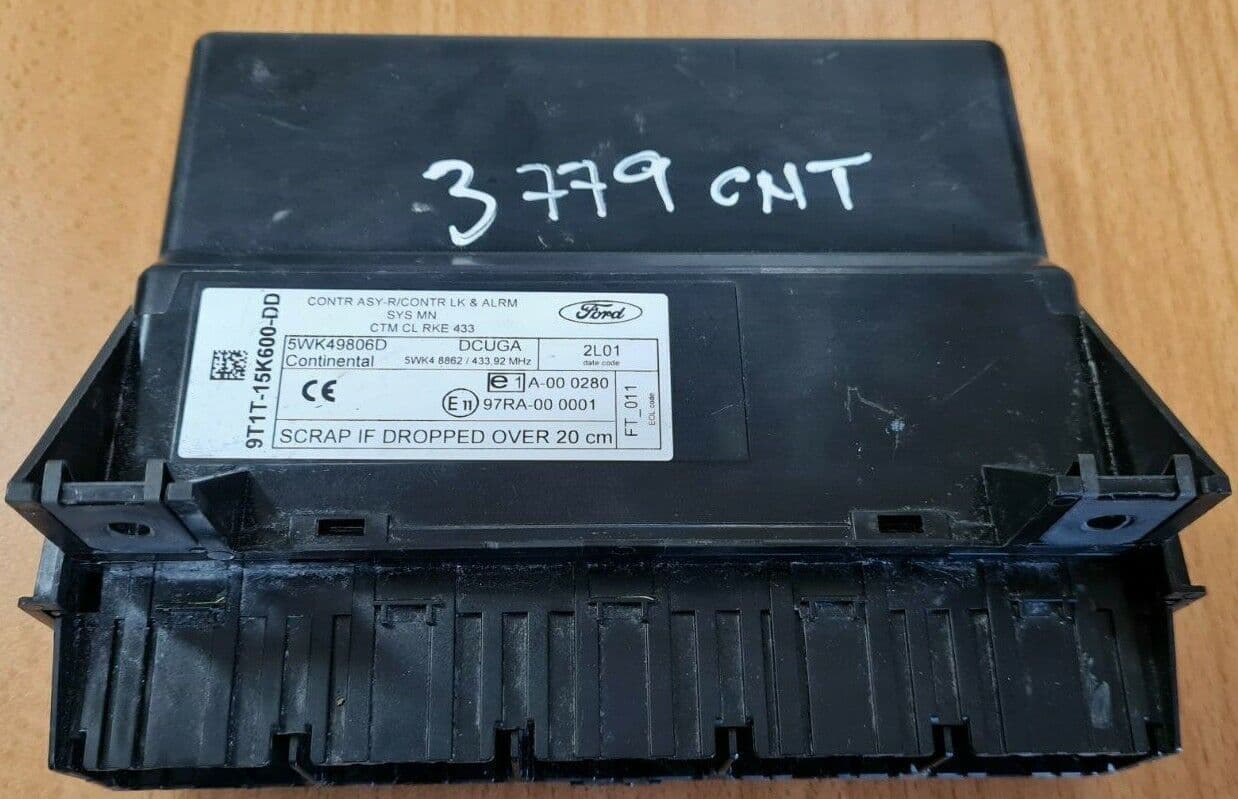 3779 CNT
CONTR ASY-R/CONTR LK & ALRM
SYS MN
CTM CL RKE 433
Ford
9T1T-15K600-DD
5WK49806D DCUGA
Continental 5WK4 8862 / 433,92 MHz
2L01
date code
CE
e 1 A-00 0280
E11 97RA-00 0001
FT_011
EOL code
SCRAP IF DROPPED OVER 20 cm